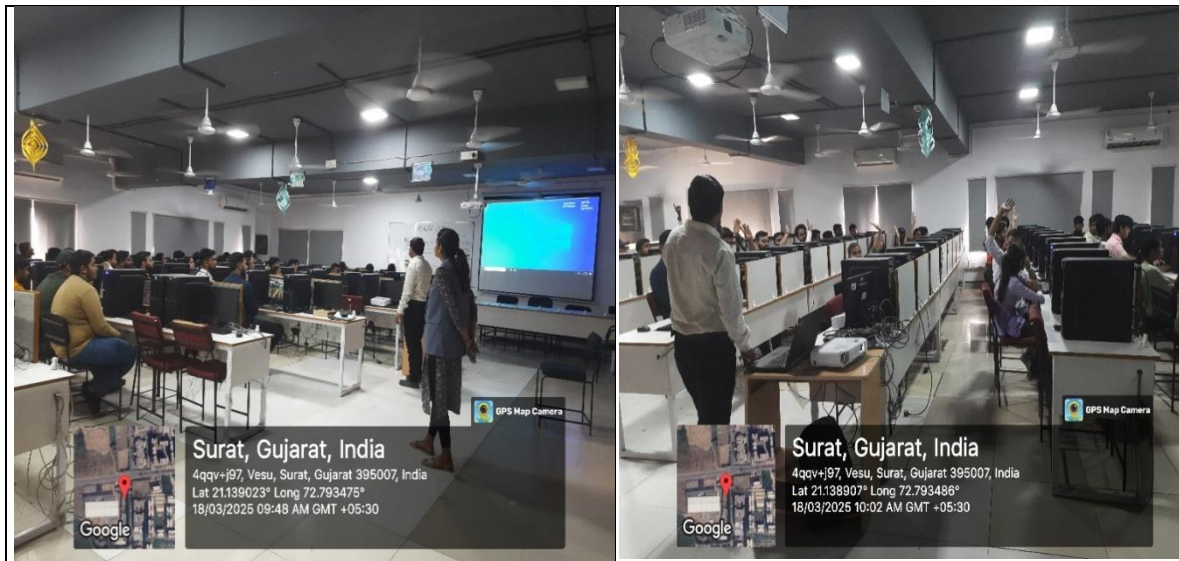 GPS Map Camera
Surat, Gujarat, India
4qqv+j97, Vesu, Surat, Gujarat 395007, India
Lat 21.139023° Long 72.793475°
18/03/2025 09:48 AM GMT +05:30
Google
GPS Map Camera
Surat, Gujarat, India
4qqv+j97, Vesu, Surat, Gujarat 395007, India
Lat 21.138907° Long 72.793486°
18/03/2025 10:02 AM GMT +05:30
Google